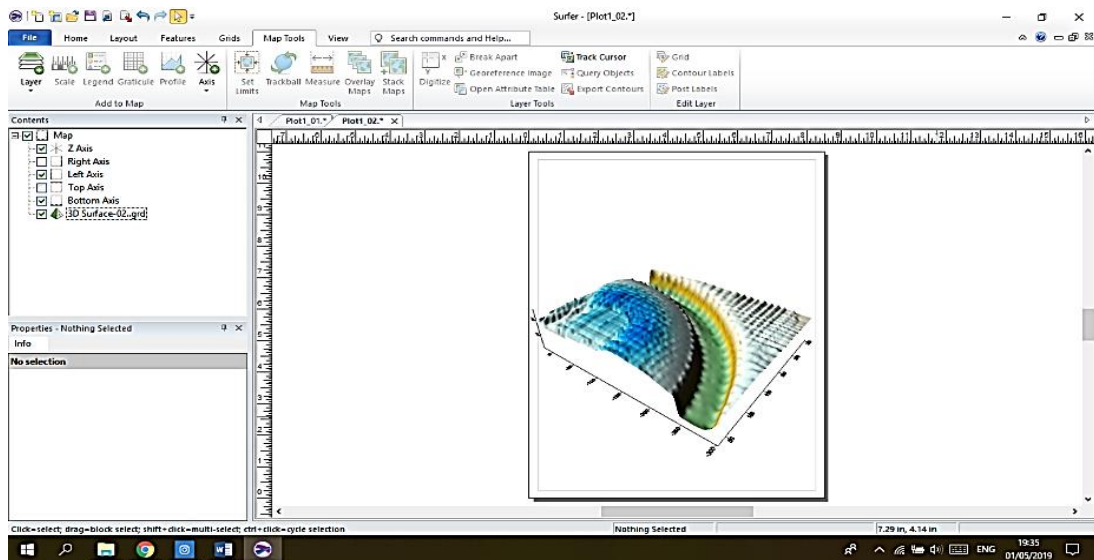 Surfer - [Plot1_02.*]
File Home Layout Features Grids Map Tools View Search commands and Help...
Layer Scale Legend Graticule Profile Axis Set Limits Trackball Measure Overlay Maps Stack Maps Digitize
Break Apart Track Cursor Grid
Georeference Image Query Objects Contour Labels
Open Attribute Table Export Contours Post Labels
Add to Map Map Tools Layer Tools Edit Layer
Contents
Plot1_01.* Plot1_02.*
Map
Z Axis
Right Axis
Left Axis
Top Axis
Bottom Axis
3D Surface-02..grd
Properties - Nothing Selected
Info
No selection
Click=select; drag=block select; shift+click=multi-select; ctrl+click=cycle selection Nothing Selected 7.29 in, 4.14 in
ENG 19:35
01/05/2019